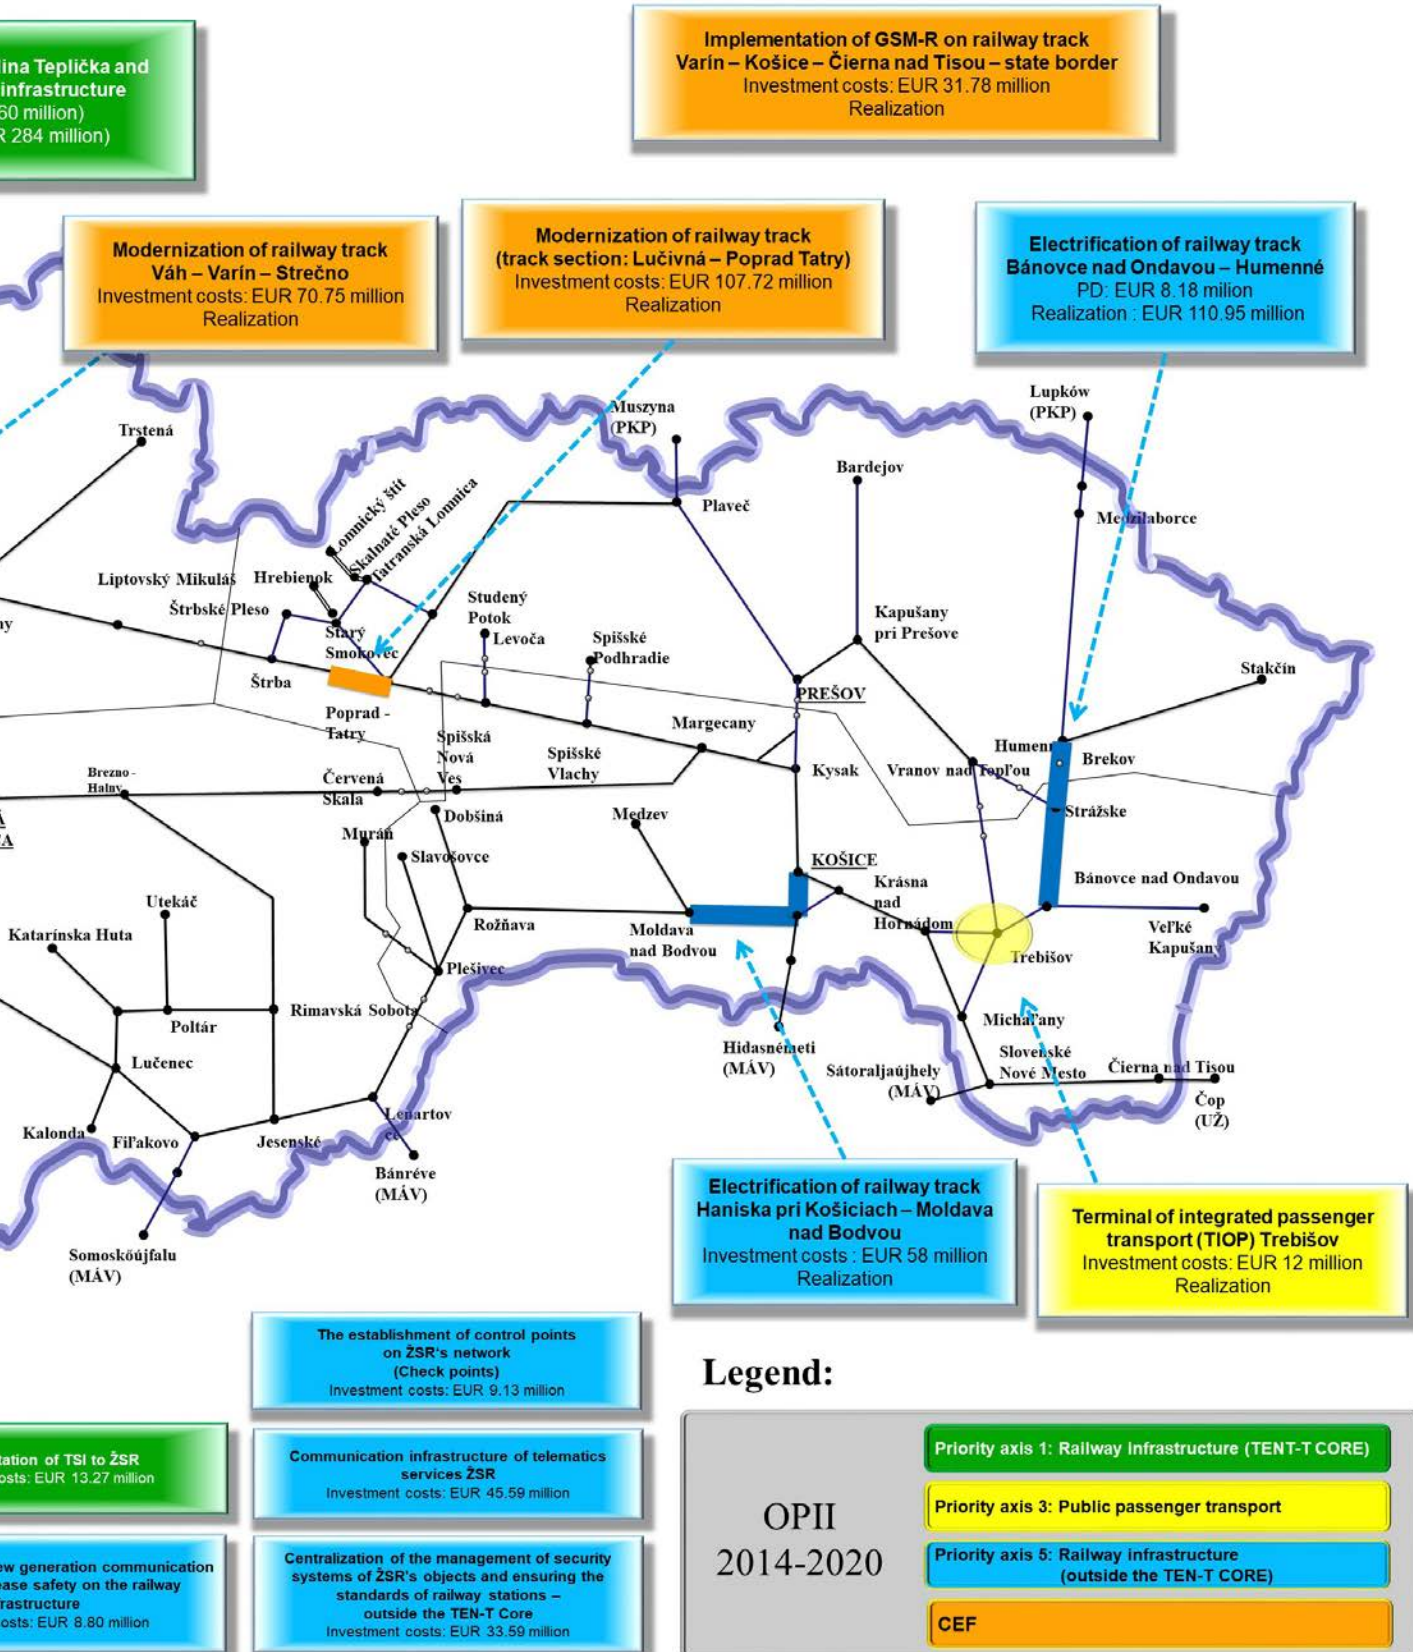 Implementation of GSM-R on railway track
Varín – Košice – Čierna nad Tisou – state border
Investment costs: EUR 31.78 million
Realization
lina Teplička and
infrastructure
60 million)
R 284 million)
Modernization of railway track
Váh – Varín – Strečno
Investment costs: EUR 70.75 million
Realization
Modernization of railway track
(track section: Lučivná – Poprad Tatry)
Investment costs: EUR 107.72 million
Realization
Electrification of railway track
Bánovce nad Ondavou – Humenné
PD: EUR 8.18 milion
Realization : EUR 110.95 million
Lupków
(PKP)
Muszyna
(PKP)
Trstená
Bardejov
Plaveč
Medzilaborce
Lomnický štít
Skalnaté Pleso
Tatranská Lomnica
Liptovský Mikuláš
Hrebienok
Štrbské Pleso
Studený
Potok
Levoča
Kapušany
pri Prešove
ny
Starý
Smokovec
Spišské
Podhradie
Stakčín
Štrba
PREŠOV
Poprad -
Tatry
Margecany
Spišská
Nová
Ves
Spišské
Vlachy
Humenn
Brekov
Kysak
Vranov nad Topľou
Brezno -
Halny
Červená
Skala
Strážske
Dobšiná
Medzev
Á
CA
Muráň
Slavošovce
KOŠICE
Krásna
nad
Hornádom
Bánovce nad Ondavou
Utekáč
Rožňava
Moldava
nad Bodvou
Veľké
Kapušany
Katarínska Huta
Trebišov
Plešivec
Rimavská Sobota
Poltár
Michaľany
Lučenec
Hidasnémeti
(MÁV)
Slovenské
Nové Mesto
Sátoraljaújhely
(MÁV)
Čierna nad Tisou
Čop
(UŽ)
Kalonda
Fiľakovo
Jesenské
Lenartov
ce
Bánréve
(MÁV)
Somoskőújfalu
(MÁV)
Electrification of railway track
Haniska pri Košiciach – Moldava
nad Bodvou
Investment costs : EUR 58 million
Realization
Terminal of integrated passenger
transport (TIOP) Trebišov
Investment costs: EUR 12 million
Realization
The establishment of control points
on ŽSR's network
(Check points)
Investment costs: EUR 9.13 million
tation of TSI to ŽSR
osts: EUR 13.27 million
Communication infrastructure of telematics
services ŽSR
Investment costs: EUR 45.59 million
ew generation communication
ease safety on the railway
frastructure
osts: EUR 8.80 million
Centralization of the management of security
systems of ŽSR's objects and ensuring the
standards of railway stations –
outside the TEN-T Core
Investment costs: EUR 33.59 million
Legend:
OPII
2014-2020
Priority axis 1: Railway Infrastructure (TENT-T CORE)
Priority axis 3: Public passenger transport
Priority axis 5: Railway infrastructure
(outside the TEN-T CORE)
CEF